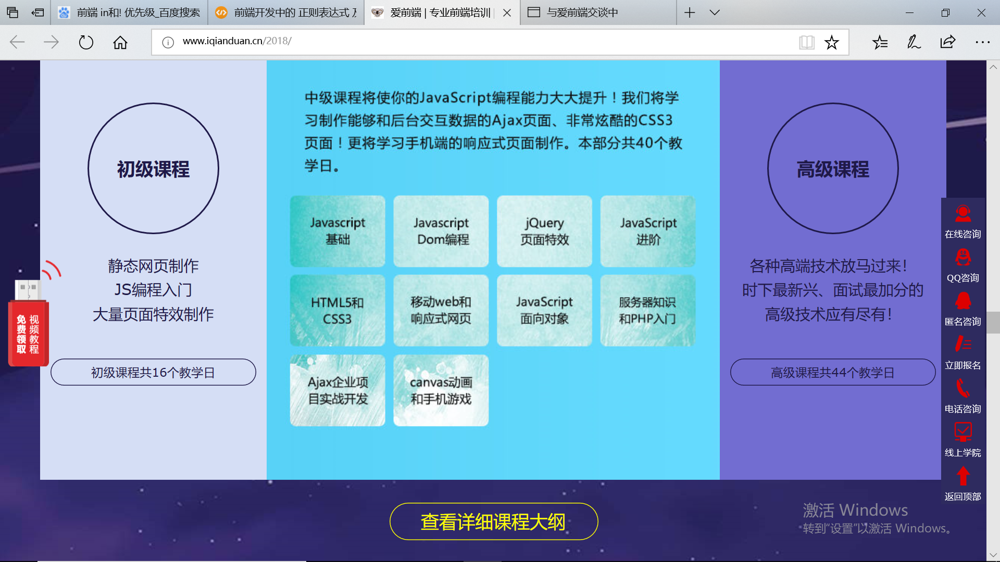 前端 in和! 优先级_百度搜索
前端开发中的 正则表达式
爱前端 | 专业前端培训 |
与爱前端交谈中
www.iqianduan.cn/2018/
初级课程
静态网页制作
JS编程入门
大量页面特效制作
初级课程共16个教学日
中级课程将使你的JavaScript编程能力大大提升！我们将学
习制作能够和后台交互数据的Ajax页面、非常炫酷的CSS3
页面！更将学习手机端的响应式页面制作。本部分共40个教
学日。
Javascript
基础
Javascript
Dom编程
jQuery
页面特效
JavaScript
进阶
HTML5和
CSS3
移动web和
响应式网页
JavaScript
面向对象
服务器知识
和PHP入门
Ajax企业项
目实战开发
canvas动画
和手机游戏
高级课程
各种高端技术放马过来！
时下最新兴、面试最加分的
高级技术应有尽有！
高级课程共44个教学日
视频教程
免费领取
在线咨询
QQ咨询
匿名咨询
立即报名
电话咨询
线上学院
返回顶部
查看详细课程大纲
激活 Windows
转到“设置”以激活 Windows。